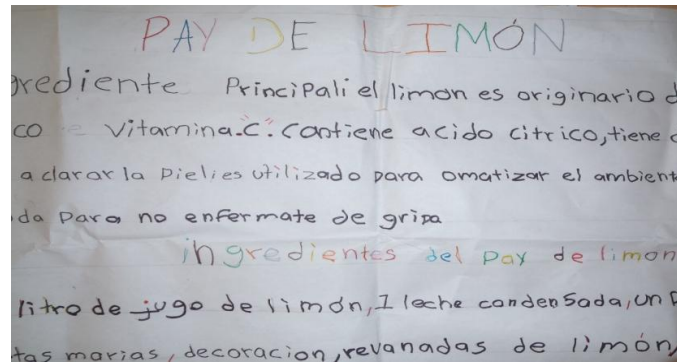 PAY DE LIMÓN
grediente Principal: el limon es originario d
co e Vitamina.C. Contiene acido citrico, tiene
a clarar la piel, es utilizado para omatizar el ambient
da Para no enfermate de gripa
ingredientes del pay de limon
litro de jugo de limón, 1 leche condensada, un
tas marias, decoracion, revanadas de limón,